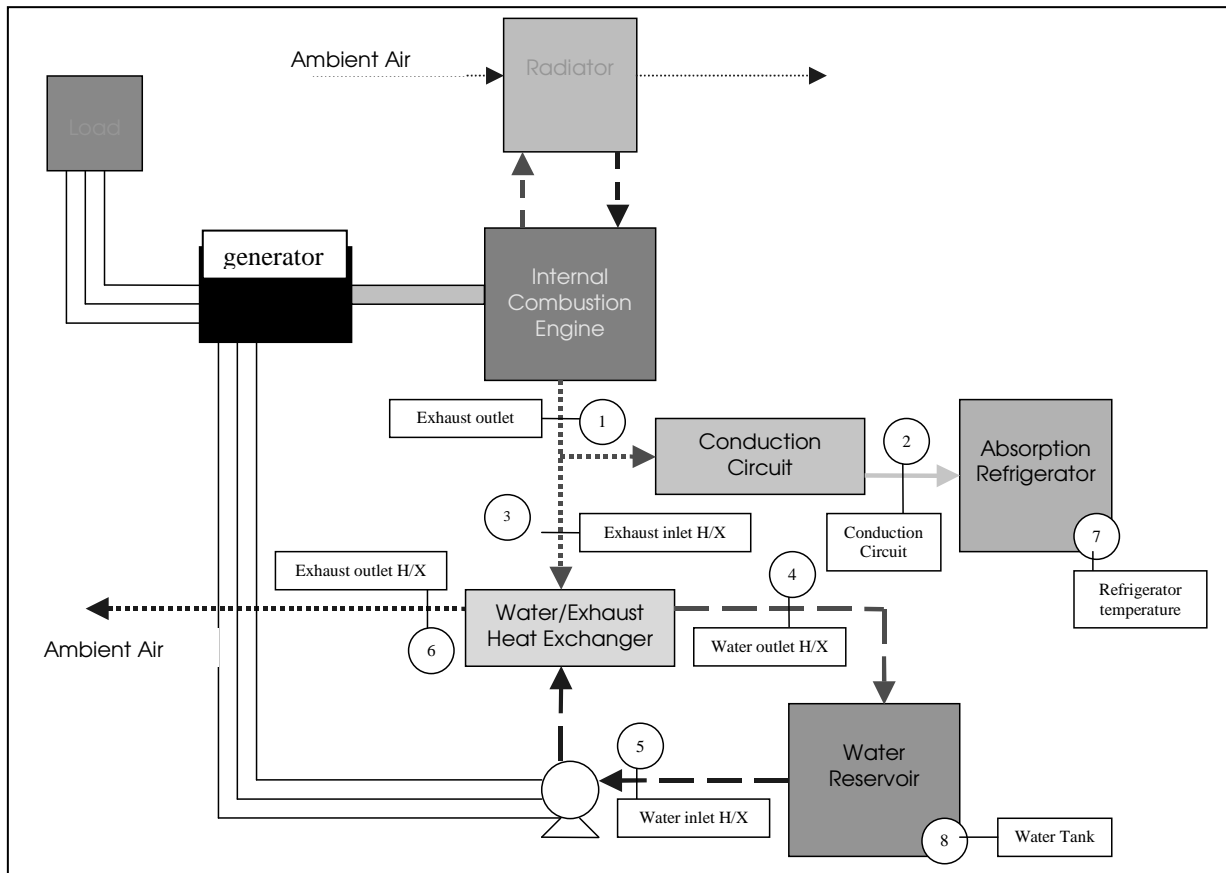 Ambient Air
Radiator
Load
generator
Internal
Combustion
Engine
Exhaust outlet
1
Conduction
Circuit
2
Absorption
Refrigerator
3
Exhaust inlet H/X
Conduction
Circuit
7
Exhaust outlet H/X
4
Refrigerator
temperature
Water/Exhaust
Heat Exchanger
Ambient Air
6
Water outlet H/X
5
Water
Reservoir
Water inlet H/X
8
Water Tank